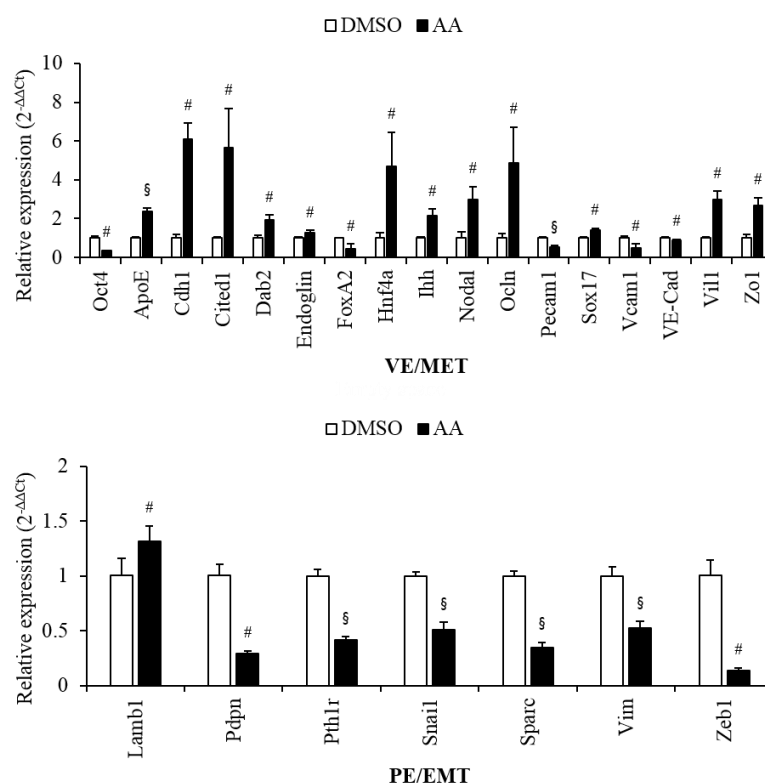 DMSO AA
Relative expression (2-ΔΔCt)
10
8
6
4
2
0
# § # # # # # # # # # § # # # # #
Oct4 ApoE Cdh1 Cited1 Dab2 Endoglin FoxA2 Hnf4a Ihh Nodal Ocln Pecam1 Sox17 Vcam1 VE-Cad Vil1 Zo1
VE/MET
DMSO AA
Relative expression (2-ΔΔCt)
2
1.5
1
0.5
0
# # § § § § #
Lamb1 Pdpn Pth1r Snai1 Sparc Vim Zeb1
PE/EMT